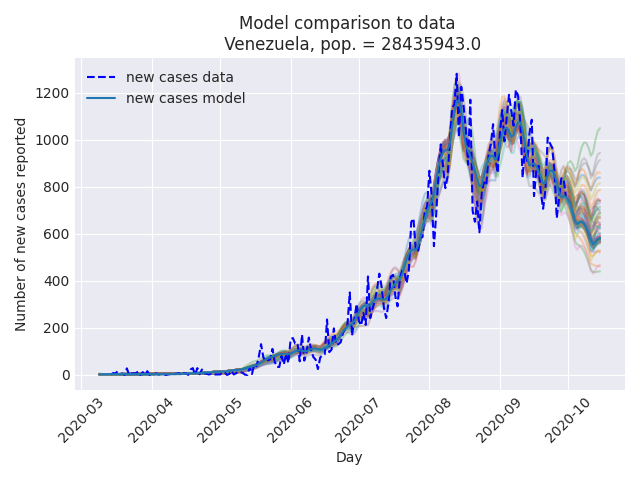 Model comparison to data
Venezuela, pop. = 28435943.0
new cases data
new cases model
Number of new cases reported
1200
1000
800
600
400
200
0
2020-03
2020-04
2020-05
2020-06
2020-07
2020-08
2020-09
2020-10
Day